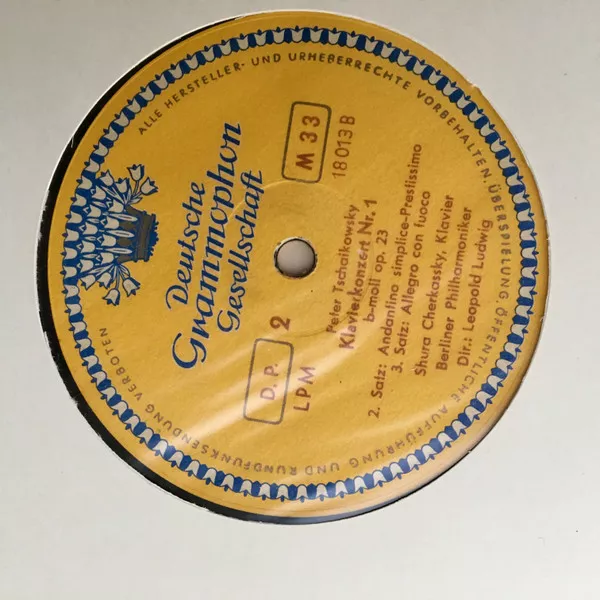 ALLE HERSTELLER- UND URHEBERRECHTE VORBEHALTEN. ÜBERSPIELUNG, ÖFFENTLICHE AUFFÜHRUNG UND RUNDFUNKSENDUNG VERBOTEN
Deutsche
Grammophon
Gesellschaft
D.P. 2 M 33
LPM 18 013 B
Peter Tschaikowsky
Klavierkonzert Nr. 1
b-moll op. 23
2. Satz: Andantino simplice-Prestissimo
3. Satz: Allegro con fuoco
Shura Cherkassky, Klavier
Berliner Philharmoniker
Dir.: Leopold Ludwig